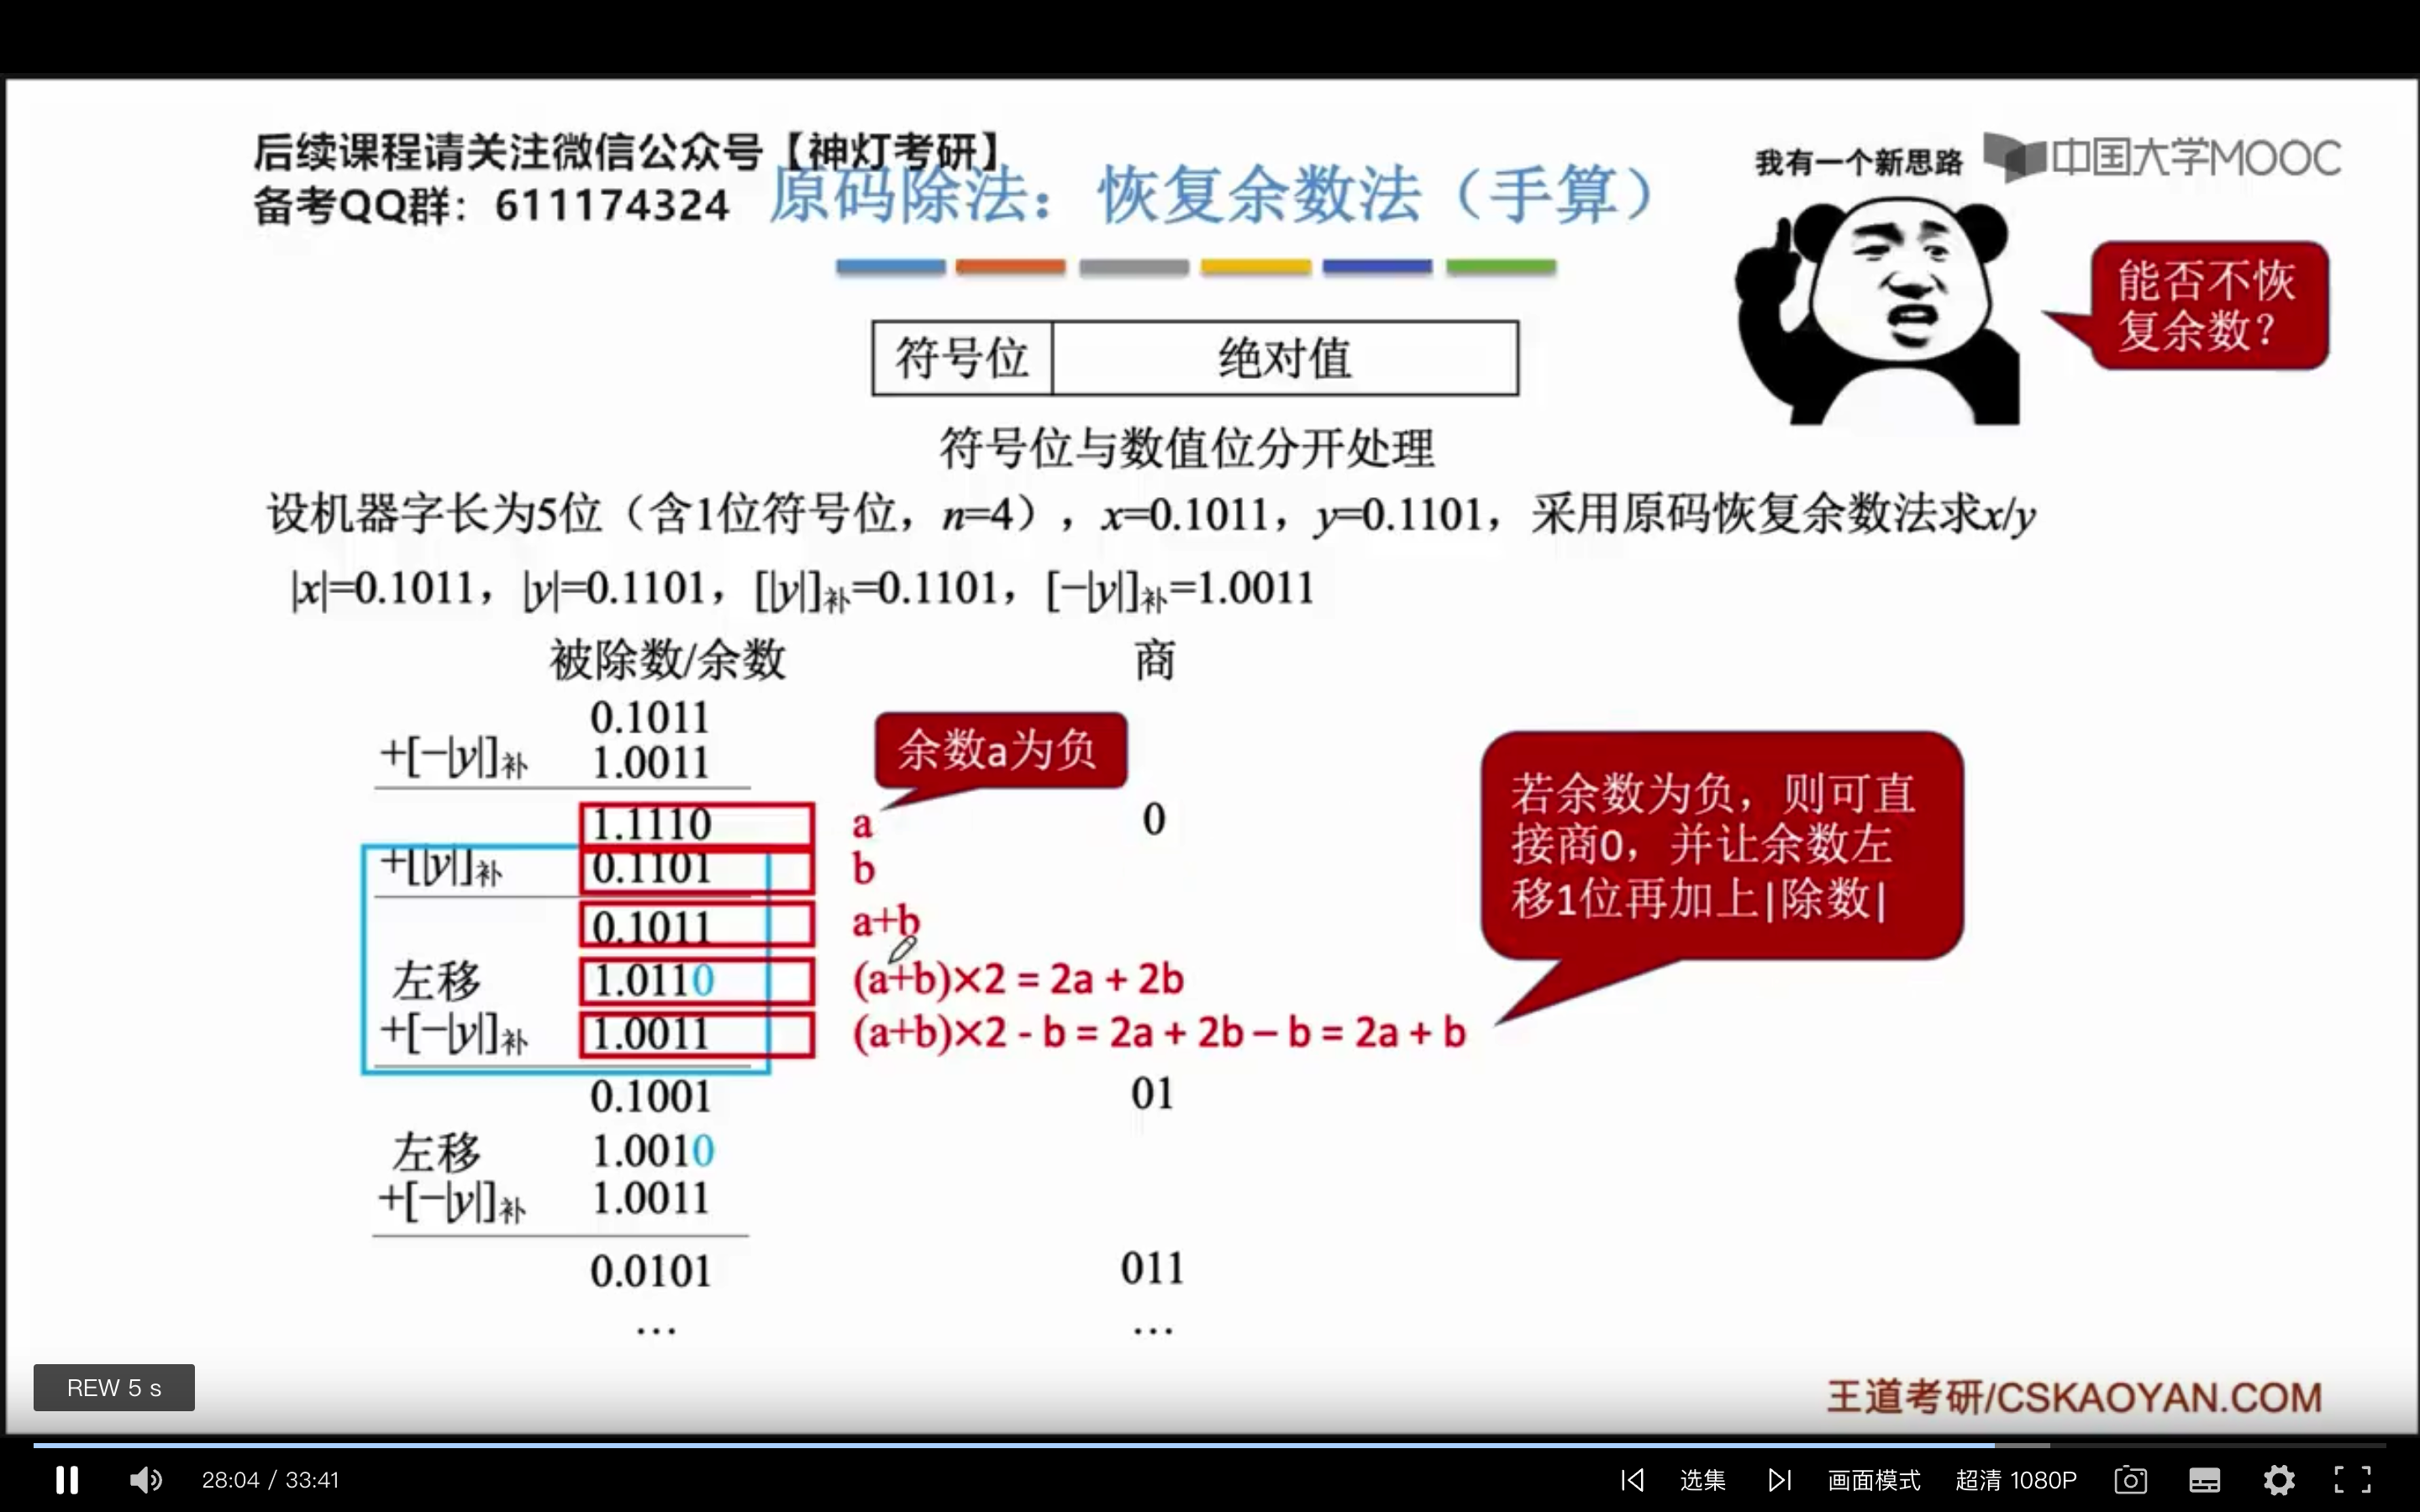 后续课程请关注微信公众号【神灯考研】
备考QQ群：611174324
原码除法：恢复余数法（手算）
我有一个新思路
中国大学MOOC
能否不恢
复余数？
符号位 绝对值
符号位与数值位分开处理
设机器字长为5位（含1位符号位，n=4），x=0.1011，y=0.1101，采用原码恢复余数法求x/y
|x|=0.1011，|y|=0.1101，[|y|]补=0.1101，[−|y|]补=1.0011
被除数/余数 商
0.1011
+[−|y|]补 1.0011
余数a为负
1.1110 a 0
+[|y|]补 0.1101 b
0.1011 a+b
左移 1.0110 (a+b)×2 = 2a + 2b
+[−|y|]补 1.0011 (a+b)×2 - b = 2a + 2b − b = 2a + b
若余数为负，则可直
接商0，并让余数左
移1位再加上|除数|
0.1001 01
左移 1.0010
+[−|y|]补 1.0011
0.0101 011
… …
REW 5 s
王道考研/CSKAOYAN.COM
28:04 / 33:41
选集
画面模式
超清 1080P